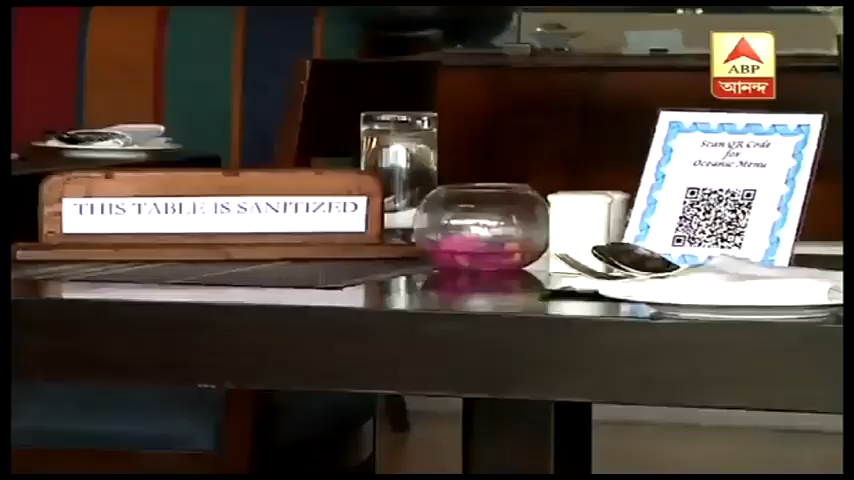 ABP
আনন্দ
Scan QR Code
for
Oceanic Menu
THIS TABLE IS SANITIZED